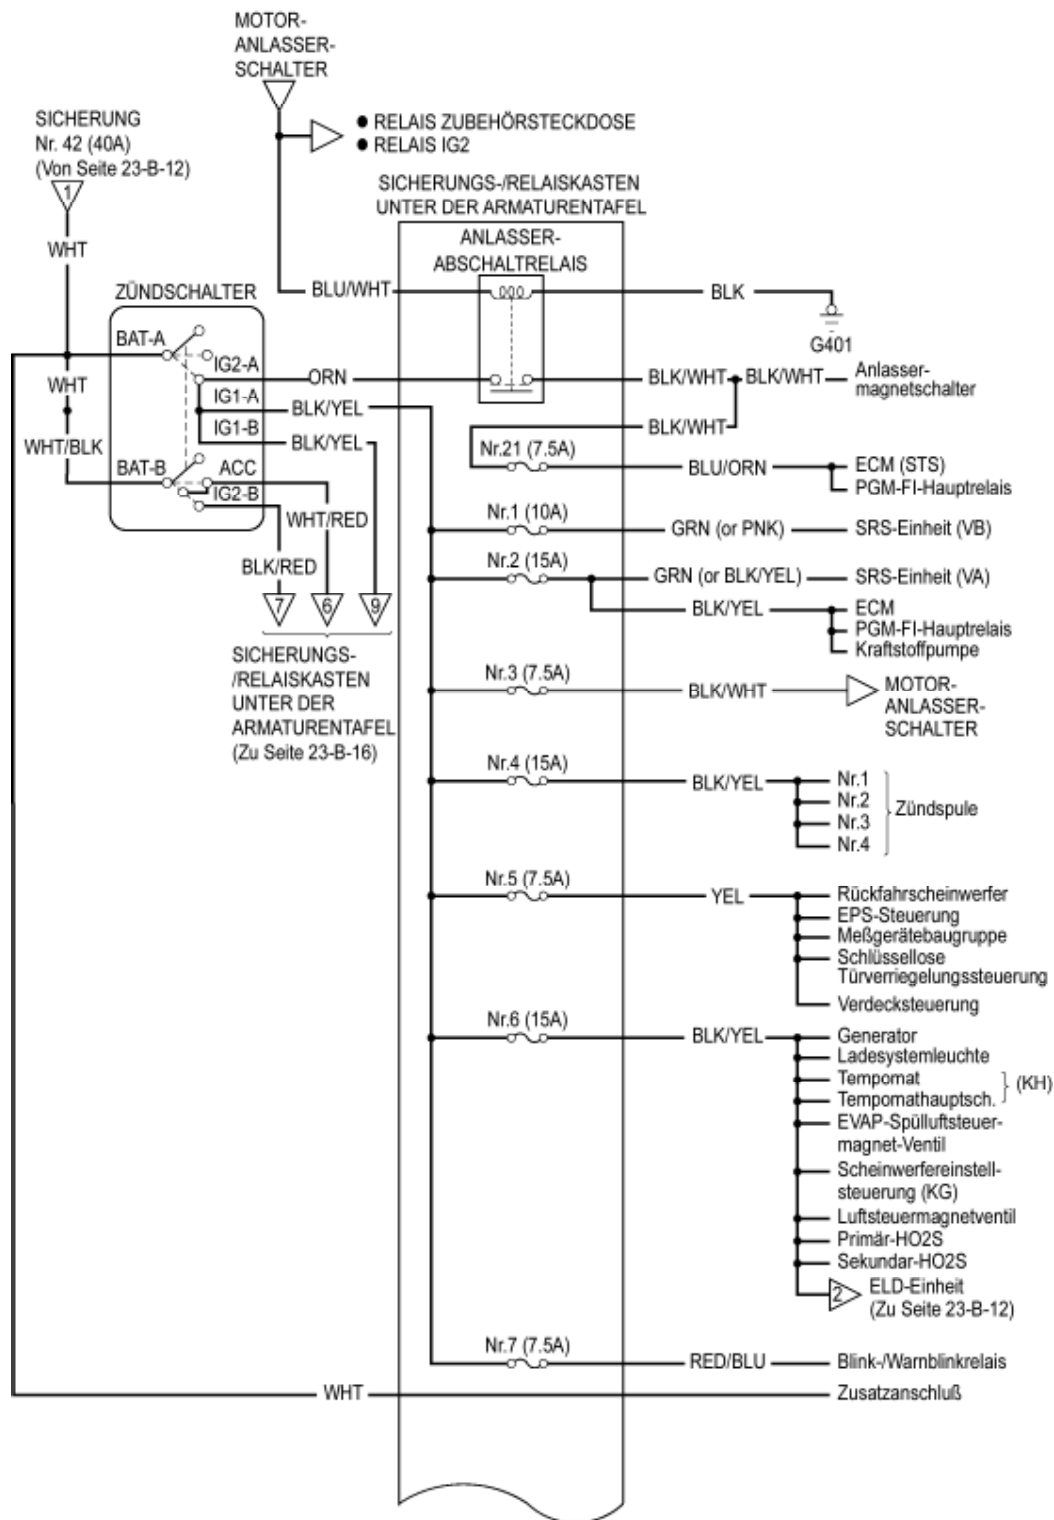 MOTOR-
ANLASSER-
SCHALTER
SICHERUNG
Nr. 42 (40A)
(Von Seite 23-B-12)
1
● RELAIS ZUBEHÖRSTECKDOSE
● RELAIS IG2
SICHERUNGS-/RELAISKASTEN
UNTER DER ARMATURENTAFEL
ANLASSER-
ABSCHALTRELAIS
WHT
ZÜNDSCHALTER
BLU/WHT
BLK
G401
BAT-A
IG2-A
WHT
ORN
BLK/WHT
BLK/WHT
Anlasser-
magnetschalter
IG1-A
BLK/YEL
IG1-B
BLK/YEL
BLK/WHT
WHT/BLK
BAT-B
ACC
IG2-B
Nr.21 (7.5A)
BLU/ORN
ECM (STS)
PGM-FI-Hauptrelais
WHT/RED
BLK/RED
Nr.1 (10A)
GRN (or PNK)
SRS-Einheit (VB)
Nr.2 (15A)
GRN (or BLK/YEL)
SRS-Einheit (VA)
BLK/YEL
ECM
PGM-FI-Hauptrelais
Kraftstoffpumpe
7
6
9
SICHERUNGS-
/RELAISKASTEN
UNTER DER
ARMATURENTAFEL
(Zu Seite 23-B-16)
Nr.3 (7.5A)
BLK/WHT
MOTOR-
ANLASSER-
SCHALTER
Nr.4 (15A)
BLK/YEL
Nr.1
Nr.2
Nr.3
Nr.4
Zündspule
Nr.5 (7.5A)
YEL
Rückfahrscheinwerfer
EPS-Steuerung
Meßgerätebaugruppe
Schlüssellose
Türverriegelungssteuerung
Verdecksteuerung
Nr.6 (15A)
BLK/YEL
Generator
Ladesystemleuchte
Tempomat
Tempomathauptsch.
(KH)
EVAP-Spülluftsteuer-
magnet-Ventil
Scheinwerfereinstell-
steuerung (KG)
Luftsteuermagnetventil
Primär-HO2S
Sekundar-HO2S
2
ELD-Einheit
(Zu Seite 23-B-12)
Nr.7 (7.5A)
RED/BLU
Blink-/Warnblinkrelais
WHT
Zusatzanschluß